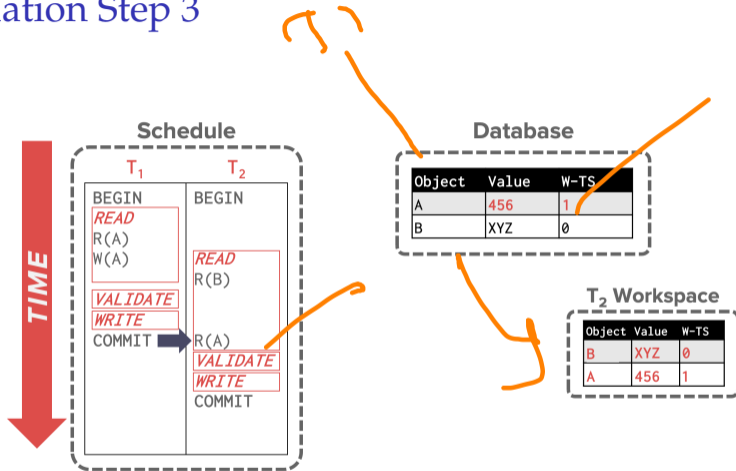 ation Step 3
Schedule
Database
T1 T2
BEGIN BEGIN
READ
R(A)
W(A)
READ
R(B)
VALIDATE
WRITE
COMMIT R(A)
VALIDATE
WRITE
COMMIT
TIME
Object Value W-TS
A 456 1
B XYZ 0
T2 Workspace
Object Value W-TS
B XYZ 0
A 456 1